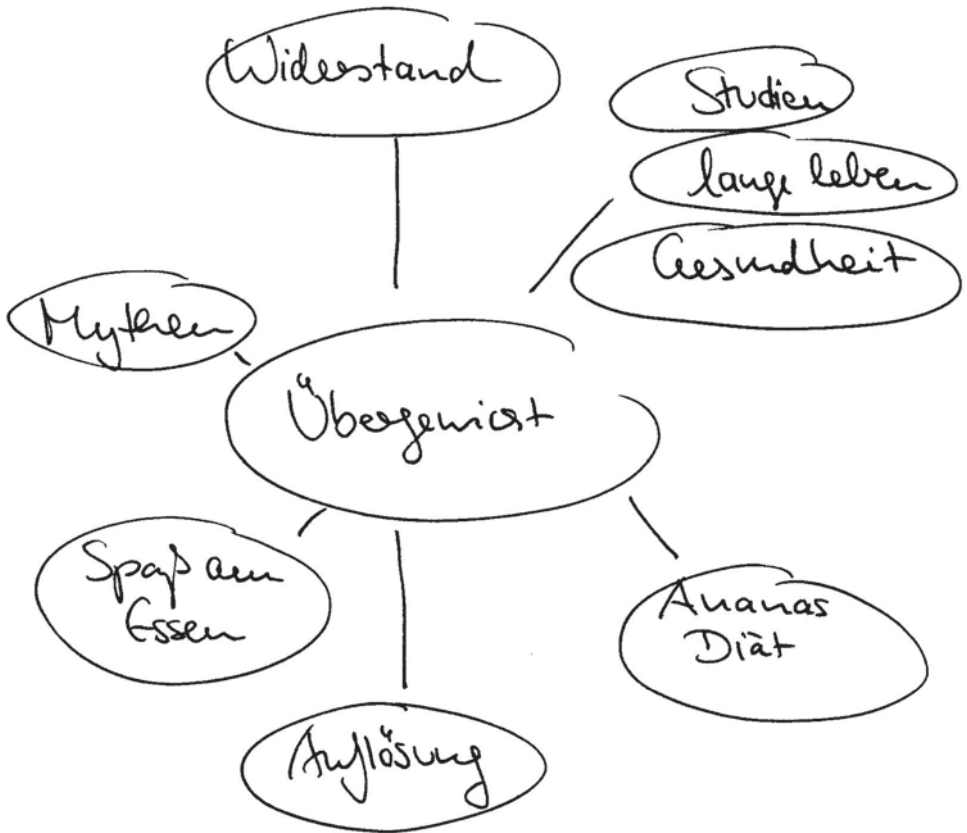 Widerstand
Studien
lange leben
Gesundheit
Mythen
Übergewicht
Spaß am
Essen
Ananas
Diät
Auflösung